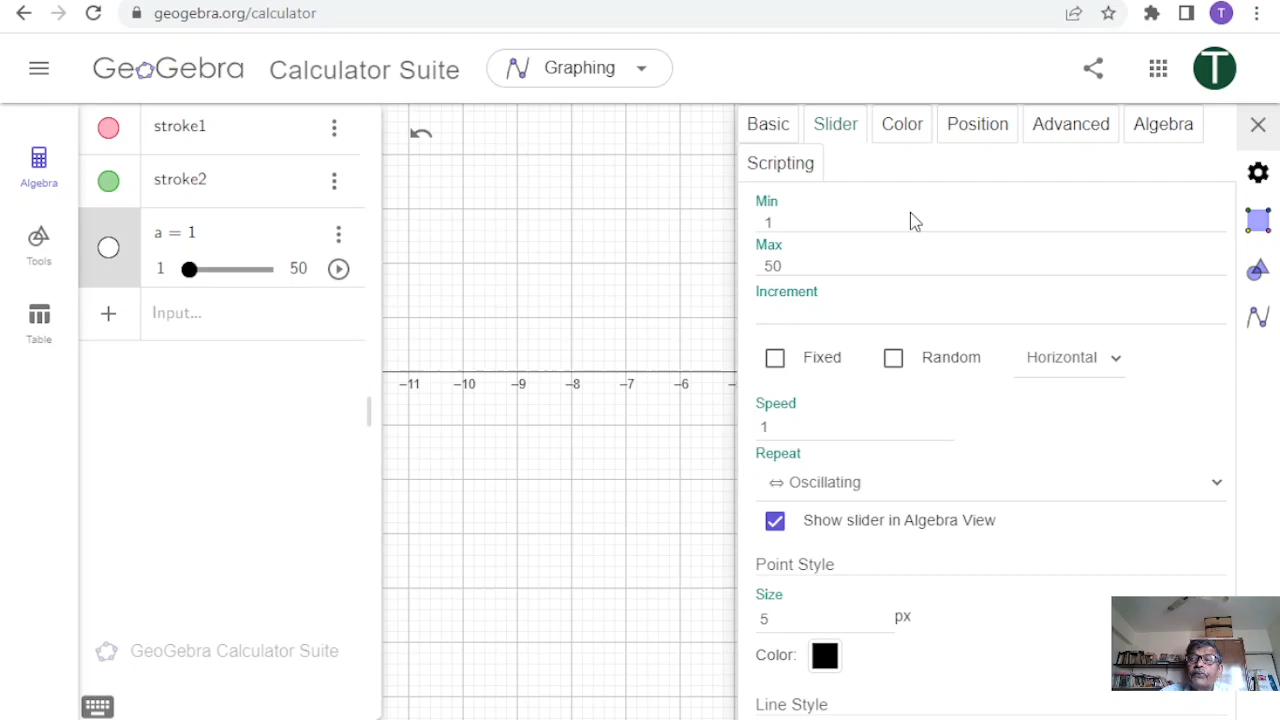 geogebra.org/calculator
T
GeoGebra Calculator Suite Graphing
T
Algebra
Tools
Table
stroke1
stroke2
a = 1
1 50
Input...
GeoGebra Calculator Suite
−11 −10 −9 −8 −7 −6
Basic Slider Color Position Advanced Algebra
Scripting
Min
1
Max
50
Increment
Fixed Random Horizontal
Speed
1
Repeat
⇔ Oscillating
Show slider in Algebra View
Point Style
Size
5 px
Color:
Line Style